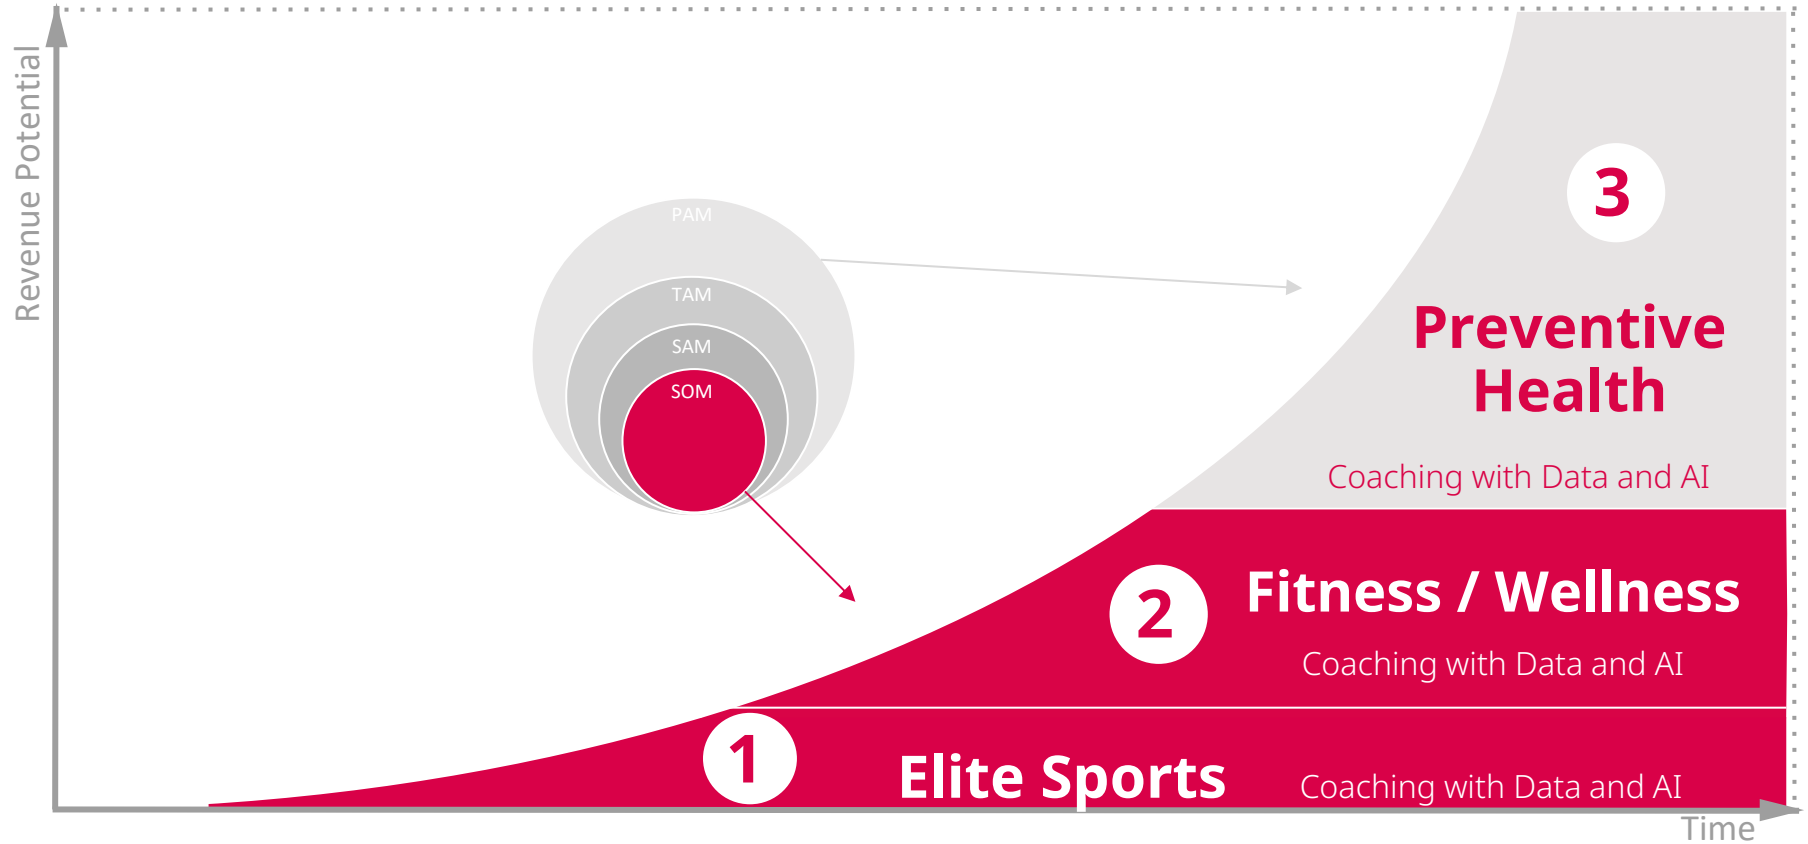 Revenue Potential
PAM
TAM
SAM
SOM
3
Preventive
Health
Coaching with Data and AI
2
Fitness / Wellness
Coaching with Data and AI
1
Elite Sports
Coaching with Data and AI
Time